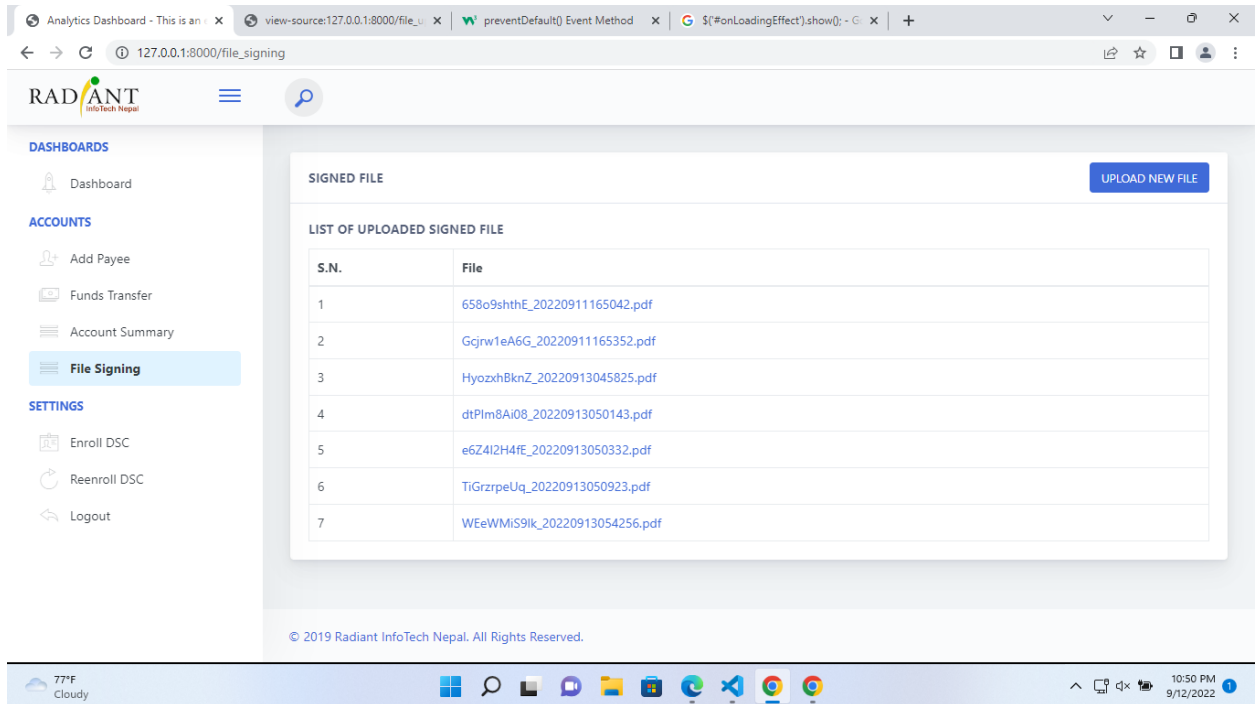 Analytics Dashboard - This is an
view-source:127.0.0.1:8000/file_u
preventDefault() Event Method
$('#onLoadingEffect').show(); - G
127.0.0.1:8000/file_signing
RADIANT
InfoTech Nepal
DASHBOARDS
Dashboard
ACCOUNTS
Add Payee
Funds Transfer
Account Summary
File Signing
SETTINGS
Enroll DSC
Reenroll DSC
Logout
SIGNED FILE
UPLOAD NEW FILE
LIST OF UPLOADED SIGNED FILE
S.N. File
1 658o9shthE_20220911165042.pdf
2 Gcjrw1eA6G_20220911165352.pdf
3 HyozxhBknZ_20220913045825.pdf
4 dtPIm8Ai08_20220913050143.pdf
5 e6Z4I2H4fE_20220913050332.pdf
6 TiGrzrpeUq_20220913050923.pdf
7 WEeWMiS9Ik_20220913054256.pdf
© 2019 Radiant InfoTech Nepal. All Rights Reserved.
77°F
Cloudy
10:50 PM
9/12/2022
1